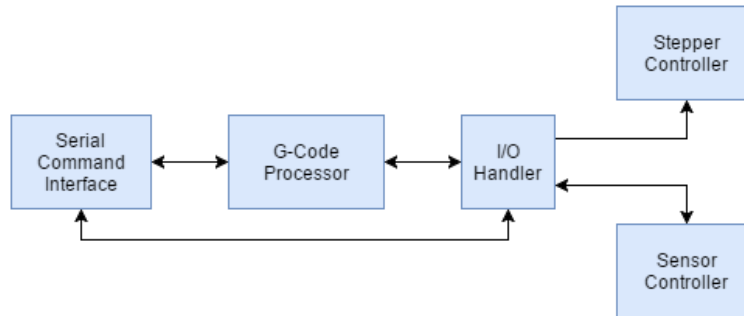 Stepper
Controller
Serial
Command
Interface
G-Code
Processor
I/O
Handler
Sensor
Controller